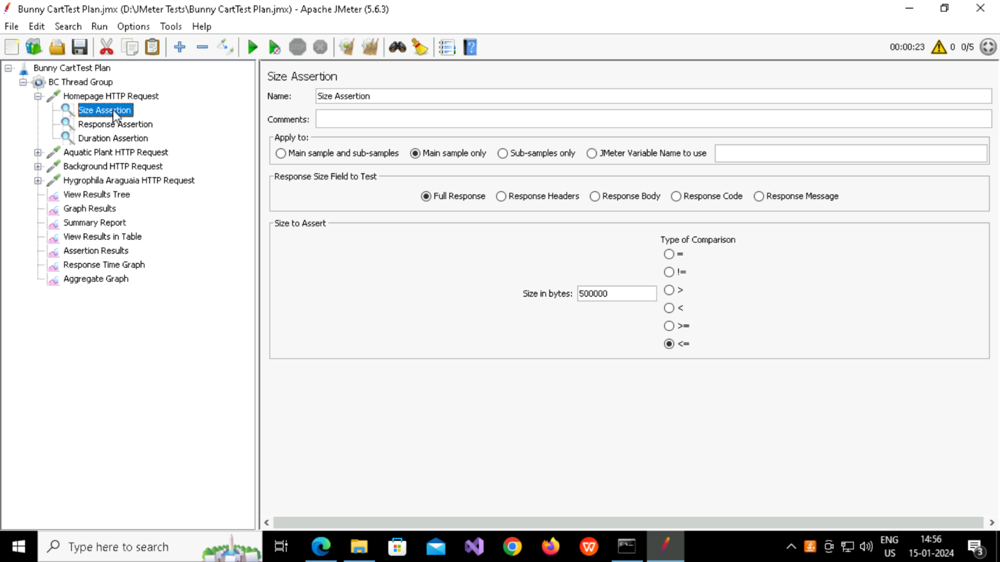 Bunny CartTest Plan.jmx (D:\JMeter Tests\Bunny CartTest Plan.jmx) - Apache JMeter (5.6.3)
File Edit Search Run Options Tools Help
00:00:23 0 0/5
Bunny CartTest Plan
BC Thread Group
Homepage HTTP Request
Size Assertion
Response Assertion
Duration Assertion
Aquatic Plant HTTP Request
Background HTTP Request
Hygrophila Araguaia HTTP Request
View Results Tree
Graph Results
Summary Report
View Results in Table
Assertion Results
Response Time Graph
Aggregate Graph
Size Assertion
Name: Size Assertion
Comments:
Apply to:
Main sample and sub-samples Main sample only Sub-samples only JMeter Variable Name to use
Response Size Field to Test
Full Response Response Headers Response Body Response Code Response Message
Size to Assert
Type of Comparison
=
!=
>
Size in bytes: 500000
<
>=
<=
Type here to search
ENG
US
14:56
15-01-2024
3